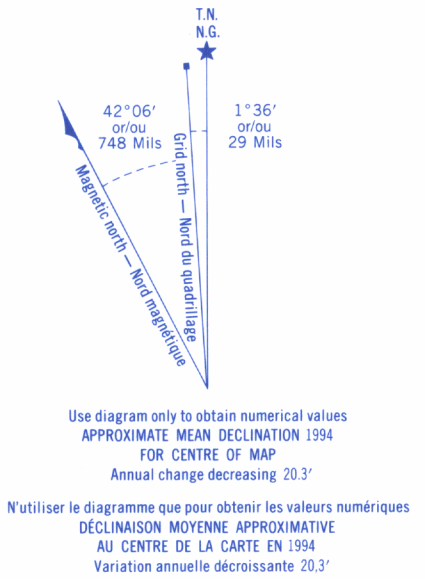 T.N.
N.G.
42°06′
or/ou
748 Mils
1°36′
or/ou
29 Mils
Grid north — Nord du quadrillage
Magnetic north — Nord magnétique
Use diagram only to obtain numerical values
APPROXIMATE MEAN DECLINATION 1994
FOR CENTRE OF MAP
Annual change decreasing 20.3′
N'utiliser le diagramme que pour obtenir les valeurs numériques
DÉCLINAISON MOYENNE APPROXIMATIVE
AU CENTRE DE LA CARTE EN 1994
Variation annuelle décroissante 20,3′